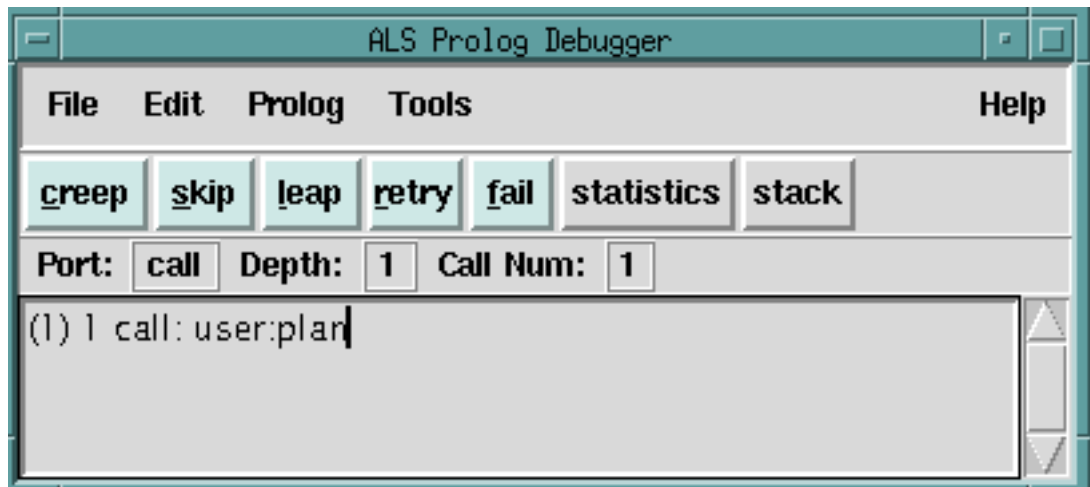 ALS Prolog Debugger
File Edit Prolog Tools Help
creep skip leap retry fail statistics stack
Port: call Depth: 1 Call Num: 1
(1) 1 call: user:plan